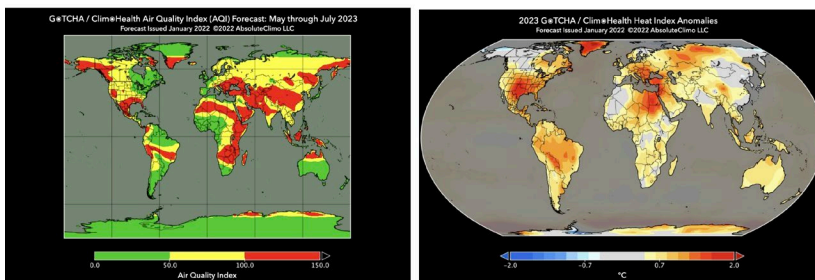 G☀TCHA / Clim☀Health Air Quality Index (AQI) Forecast: May through July 2023
Forecast Issued January 2022 ©2022 AbsoluteClimo LLC
0.0 50.0 100.0 150.0
Air Quality Index
2023 G☀TCHA / Clim☀Health Heat Index Anomalies
Forecast Issued January 2022 ©2022 AbsoluteClimo LLC
-2.0 -0.7 0.7 2.0
°C